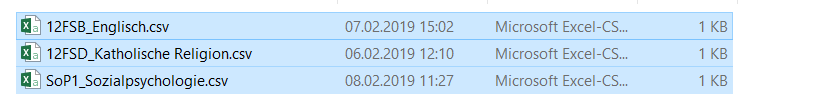 12FSB_Englisch.csv 07.02.2019 15:02 Microsoft Excel-CS... 1 KB
12FSD_Katholische Religion.csv 06.02.2019 12:10 Microsoft Excel-CS... 1 KB
SoP1_Sozialpsychologie.csv 08.02.2019 11:27 Microsoft Excel-CS... 1 KB